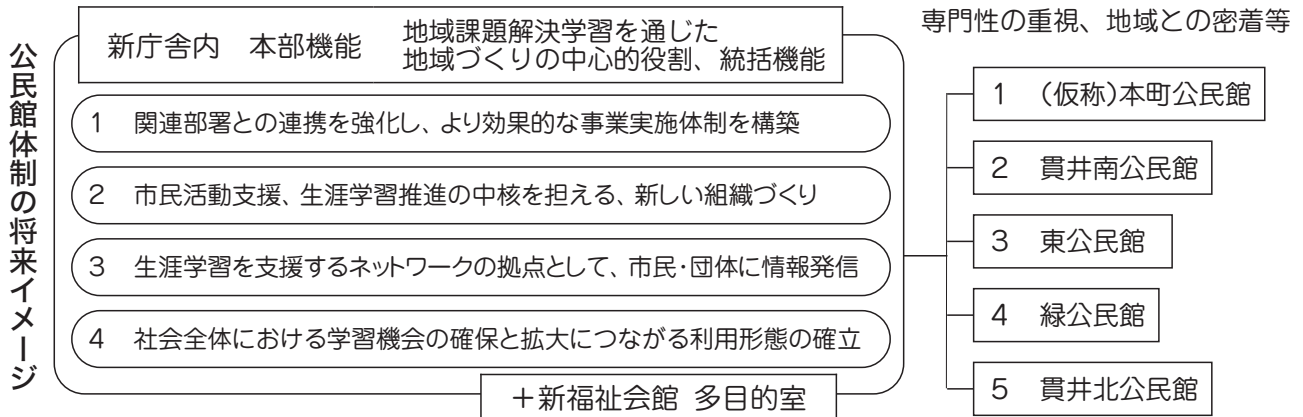 公民館体制の将来イメージ
新庁舎内 本部機能
地域課題解決学習を通じた
地域づくりの中心的役割、統括機能
1 関連部署との連携を強化し、より効果的な事業実施体制を構築
2 市民活動支援、生涯学習推進の中核を担える、新しい組織づくり
3 生涯学習を支援するネットワークの拠点として、市民・団体に情報発信
4 社会全体における学習機会の確保と拡大につながる利用形態の確立
+新福祉会館 多目的室
専門性の重視、地域との密着等
1 (仮称)本町公民館
2 貫井南公民館
3 東公民館
4 緑公民館
5 貫井北公民館